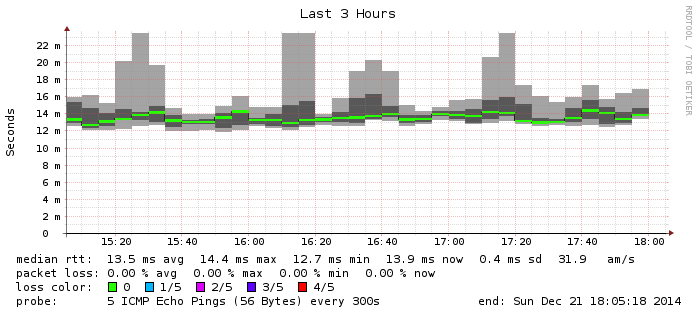 Last 3 Hours
RRDTOOL / TOBI OETIKER
Seconds
22 m
20 m
18 m
16 m
14 m
12 m
10 m
8 m
6 m
4 m
2 m
0
15:20 15:40 16:00 16:20 16:40 17:00 17:20 17:40 18:00
median rtt: 13.5 ms avg 14.4 ms max 12.7 ms min 13.9 ms now 0.4 ms sd 31.9 am/s
packet loss: 0.00 % avg 0.00 % max 0.00 % min 0.00 % now
loss color: 0 1/5 2/5 3/5 4/5
probe: 5 ICMP Echo Pings (56 Bytes) every 300s end: Sun Dec 21 18:05:18 2014